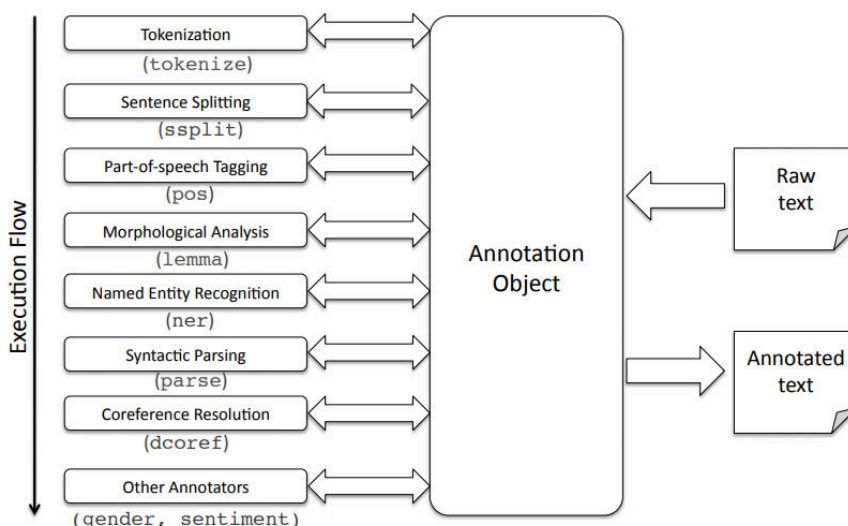 Execution Flow
Tokenization
(tokenize)
Sentence Splitting
(ssplit)
Part-of-speech Tagging
(pos)
Morphological Analysis
(lemma)
Named Entity Recognition
(ner)
Syntactic Parsing
(parse)
Coreference Resolution
(dcoref)
Other Annotators
(gender, sentiment)
Annotation
Object
Raw
text
Annotated
text